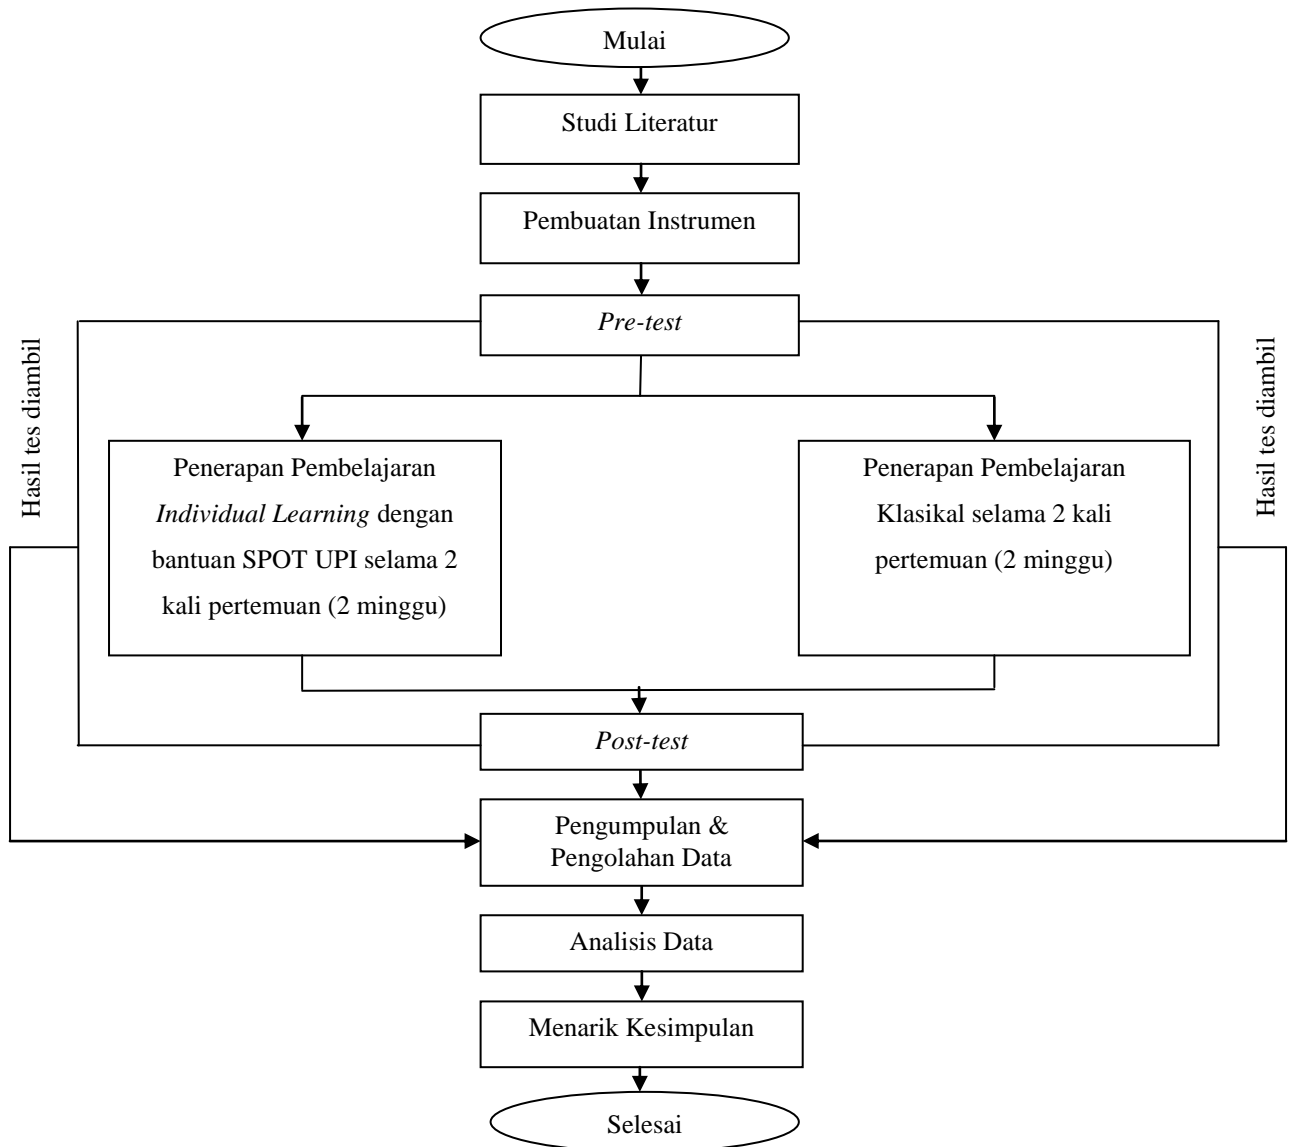 Mulai
Studi Literatur
Pembuatan Instrumen
Pre-test
Hasil tes diambil
Hasil tes diambil
Penerapan Pembelajaran
Individual Learning dengan
bantuan SPOT UPI selama 2
kali pertemuan (2 minggu)
Penerapan Pembelajaran
Klasikal selama 2 kali
pertemuan (2 minggu)
Post-test
Pengumpulan &
Pengolahan Data
Analisis Data
Menarik Kesimpulan
Selesai